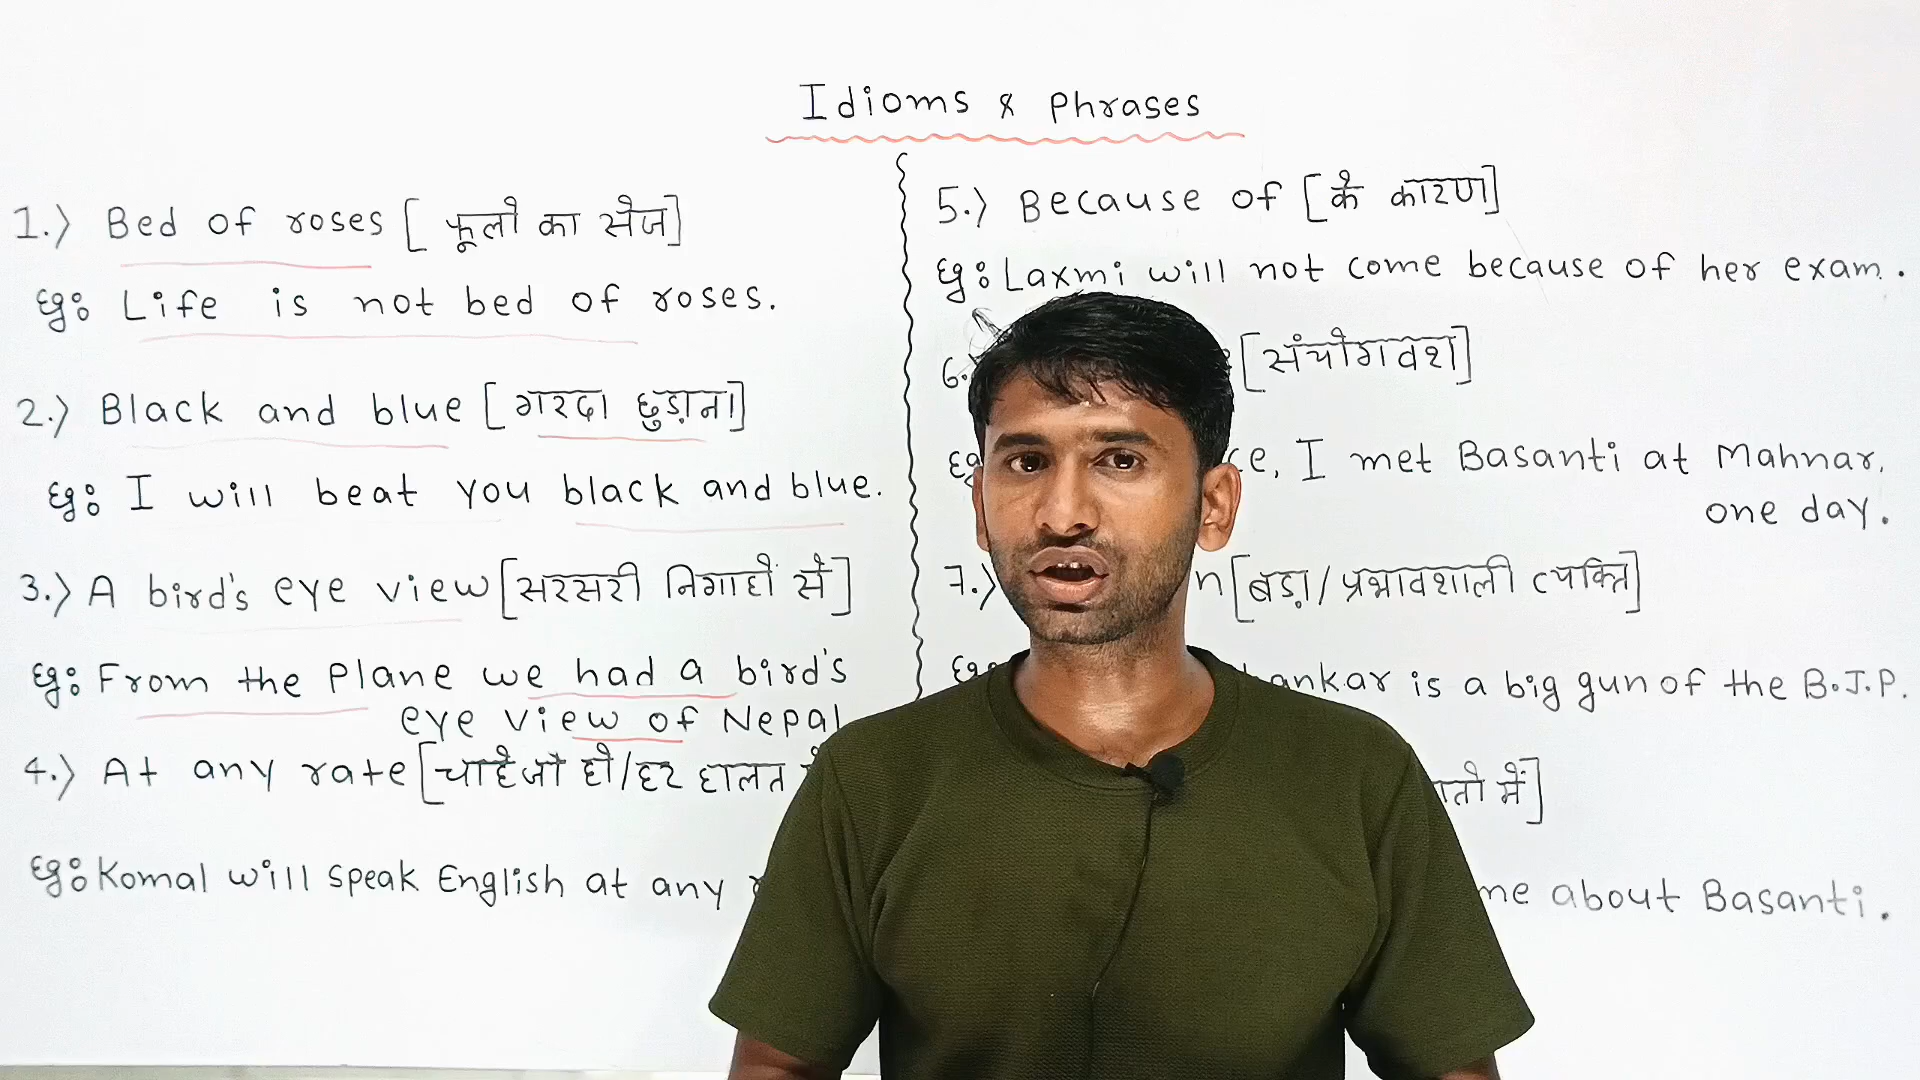 Idioms & Phrases
1.) Bed of roses [फूलो का सेज]
Eg: Life is not bed of roses.
2.) Black and blue [गरदा छुड़ाना]
Eg: I will beat you black and blue.
3.) A bird's eye view [सरसरी निगाहों से]
Eg: From the Plane we had a bird's
eye view of Nepal
4.) At any rate [चाहे जो हो/हर हालत
Eg: Komal will speak English at any
5.) Because of [के कारण]
Eg: Laxmi will not come because of her exam.
6. [संयोगवश]
Eg I met Basanti at Mahnar,
one day.
7.) [बड़ा/प्रभावशाली व्यक्ति]
Eg is a big gun of the B.J.P.
में]
about Basanti.